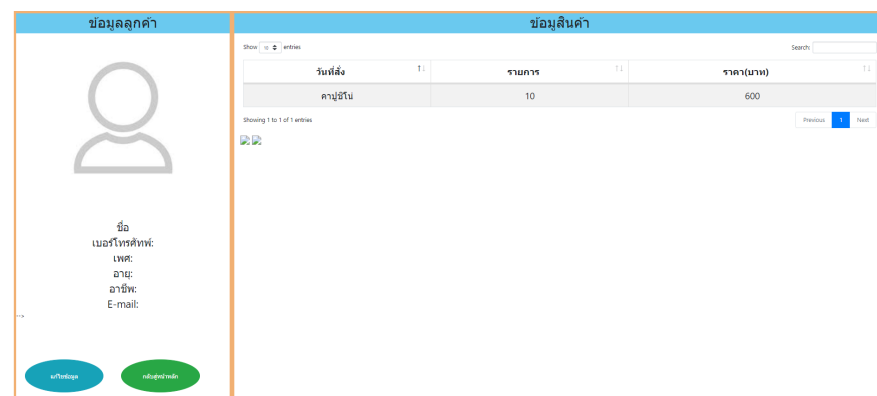 ข้อมูลลูกค้า
ชื่อ
เบอร์โทรศัทพ์:
เพศ:
อายุ:
อาชีพ:
E-mail:
-->
แก้ไขข้อมูล
กลับสู่หน้าหลัก
ข้อมูลสินค้า
Show 10 entries
Search:
วันที่สั่ง รายการ ราคา(บาท)
คาปูชิโน่ 10 600
Showing 1 to 1 of 1 entries
Previous 1 Next